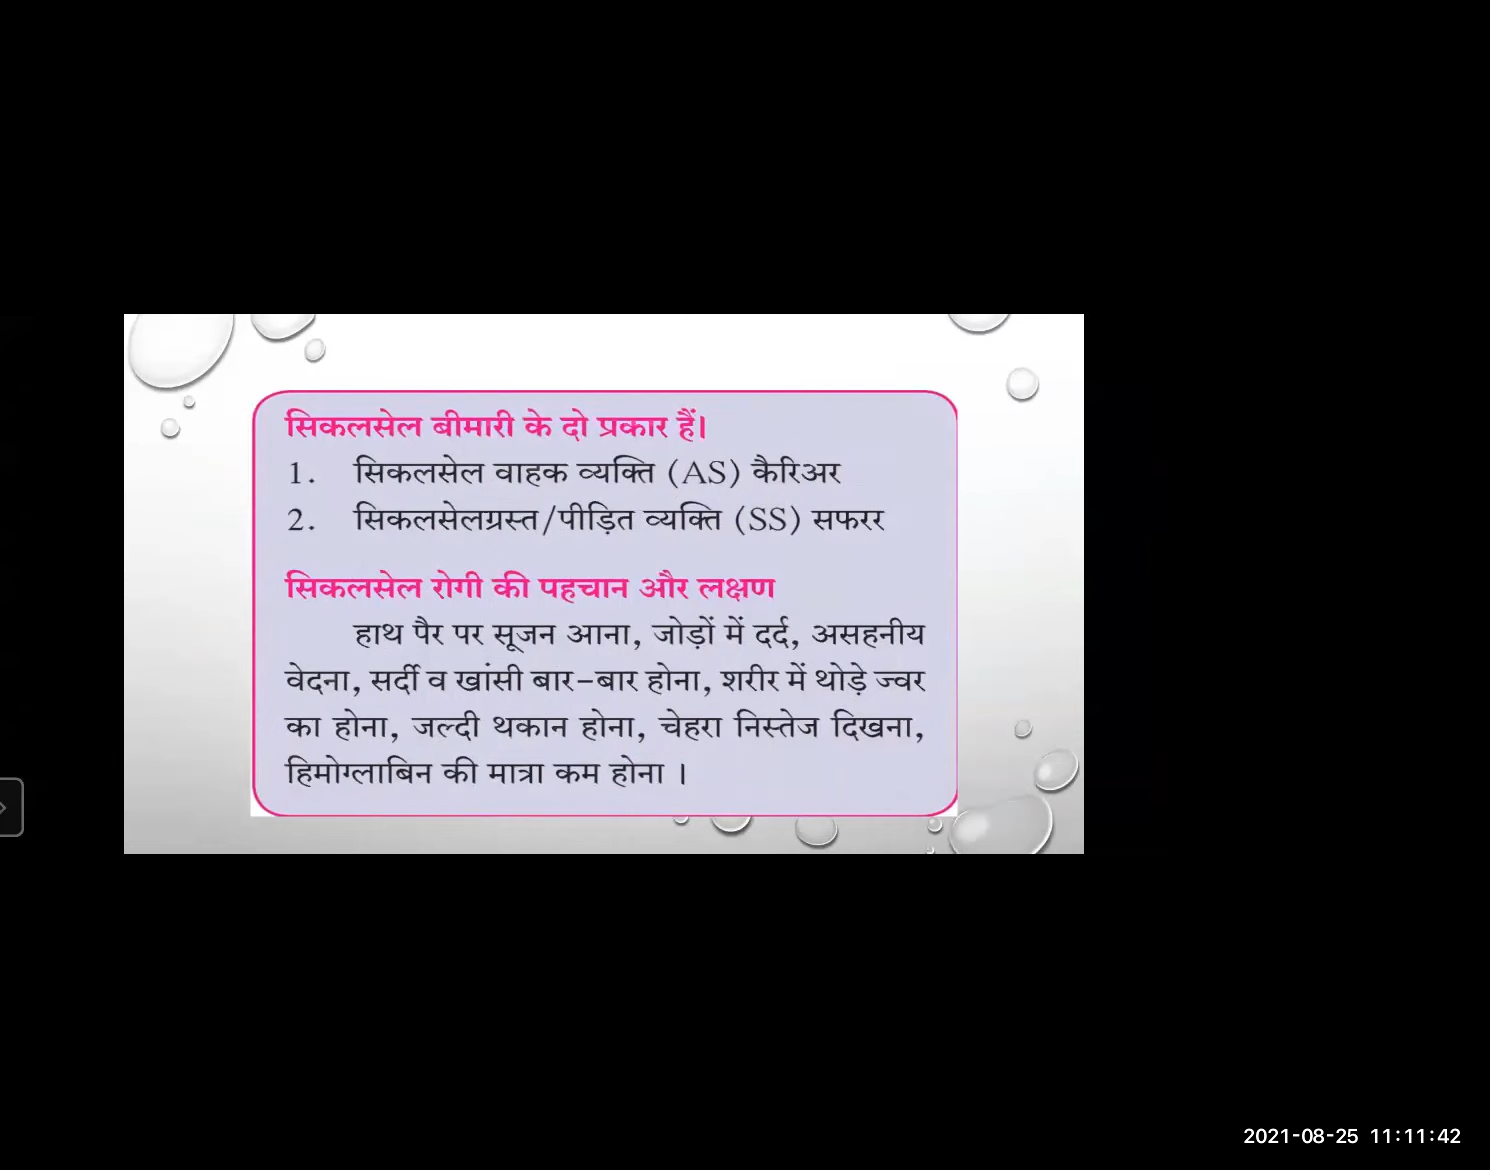 सिकलसेल बीमारी के दो प्रकार हैं।
1. सिकलसेल वाहक व्यक्ति (AS) कैरिअर
2. सिकलसेलग्रस्त/पीड़ित व्यक्ति (SS) सफरर
सिकलसेल रोगी की पहचान और लक्षण
हाथ पैर पर सूजन आना, जोड़ों में दर्द, असहनीय
वेदना, सर्दी व खांसी बार-बार होना, शरीर में थोड़े ज्वर
का होना, जल्दी थकान होना, चेहरा निस्तेज दिखना,
हिमोग्लाबिन की मात्रा कम होना ।
2021-08-25 11:11:42